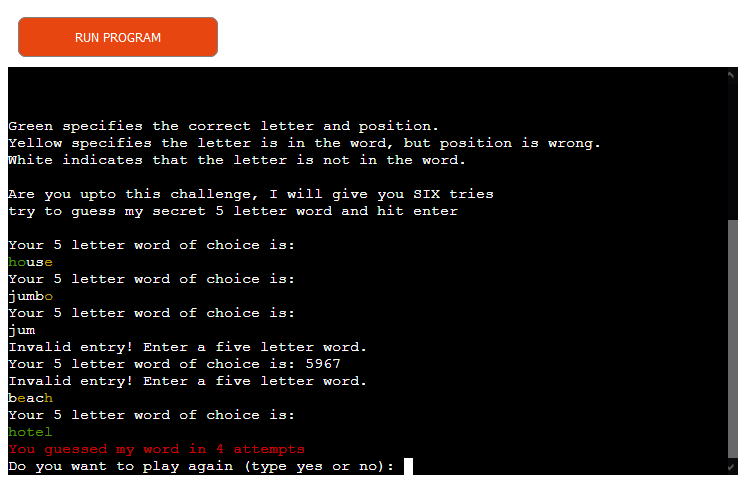 RUN PROGRAM
Green specifies the correct letter and position.
Yellow specifies the letter is in the word, but position is wrong.
White indicates that the letter is not in the word.
Are you upto this challenge, I will give you SIX tries
try to guess my secret 5 letter word and hit enter
Your 5 letter word of choice is:
house
Your 5 letter word of choice is:
jumbo
Your 5 letter word of choice is:
jum
Invalid entry! Enter a five letter word.
Your 5 letter word of choice is: 5967
Invalid entry! Enter a five letter word.
beach
Your 5 letter word of choice is:
hotel
You guessed my word in 4 attempts
Do you want to play again (type yes or no):